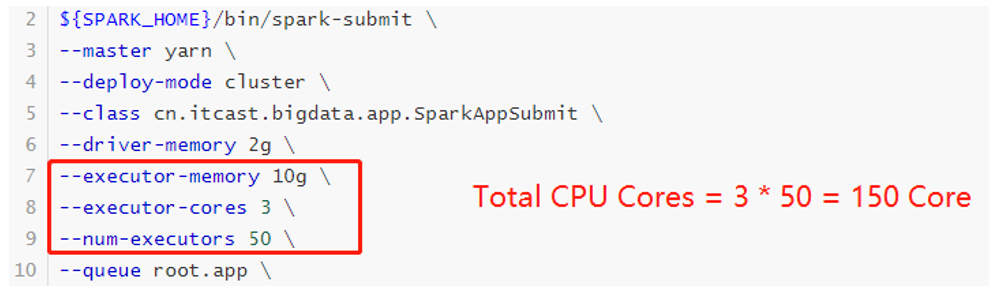 2 ${SPARK_HOME}/bin/spark-submit \
3 --master yarn \
4 --deploy-mode cluster \
5 --class cn.itcast.bigdata.app.SparkAppSubmit \
6 --driver-memory 2g \
7 --executor-memory 10g \
8 --executor-cores 3 \
Total CPU Cores = 3 * 50 = 150 Core
9 --num-executors 50 \
10 --queue root.app \